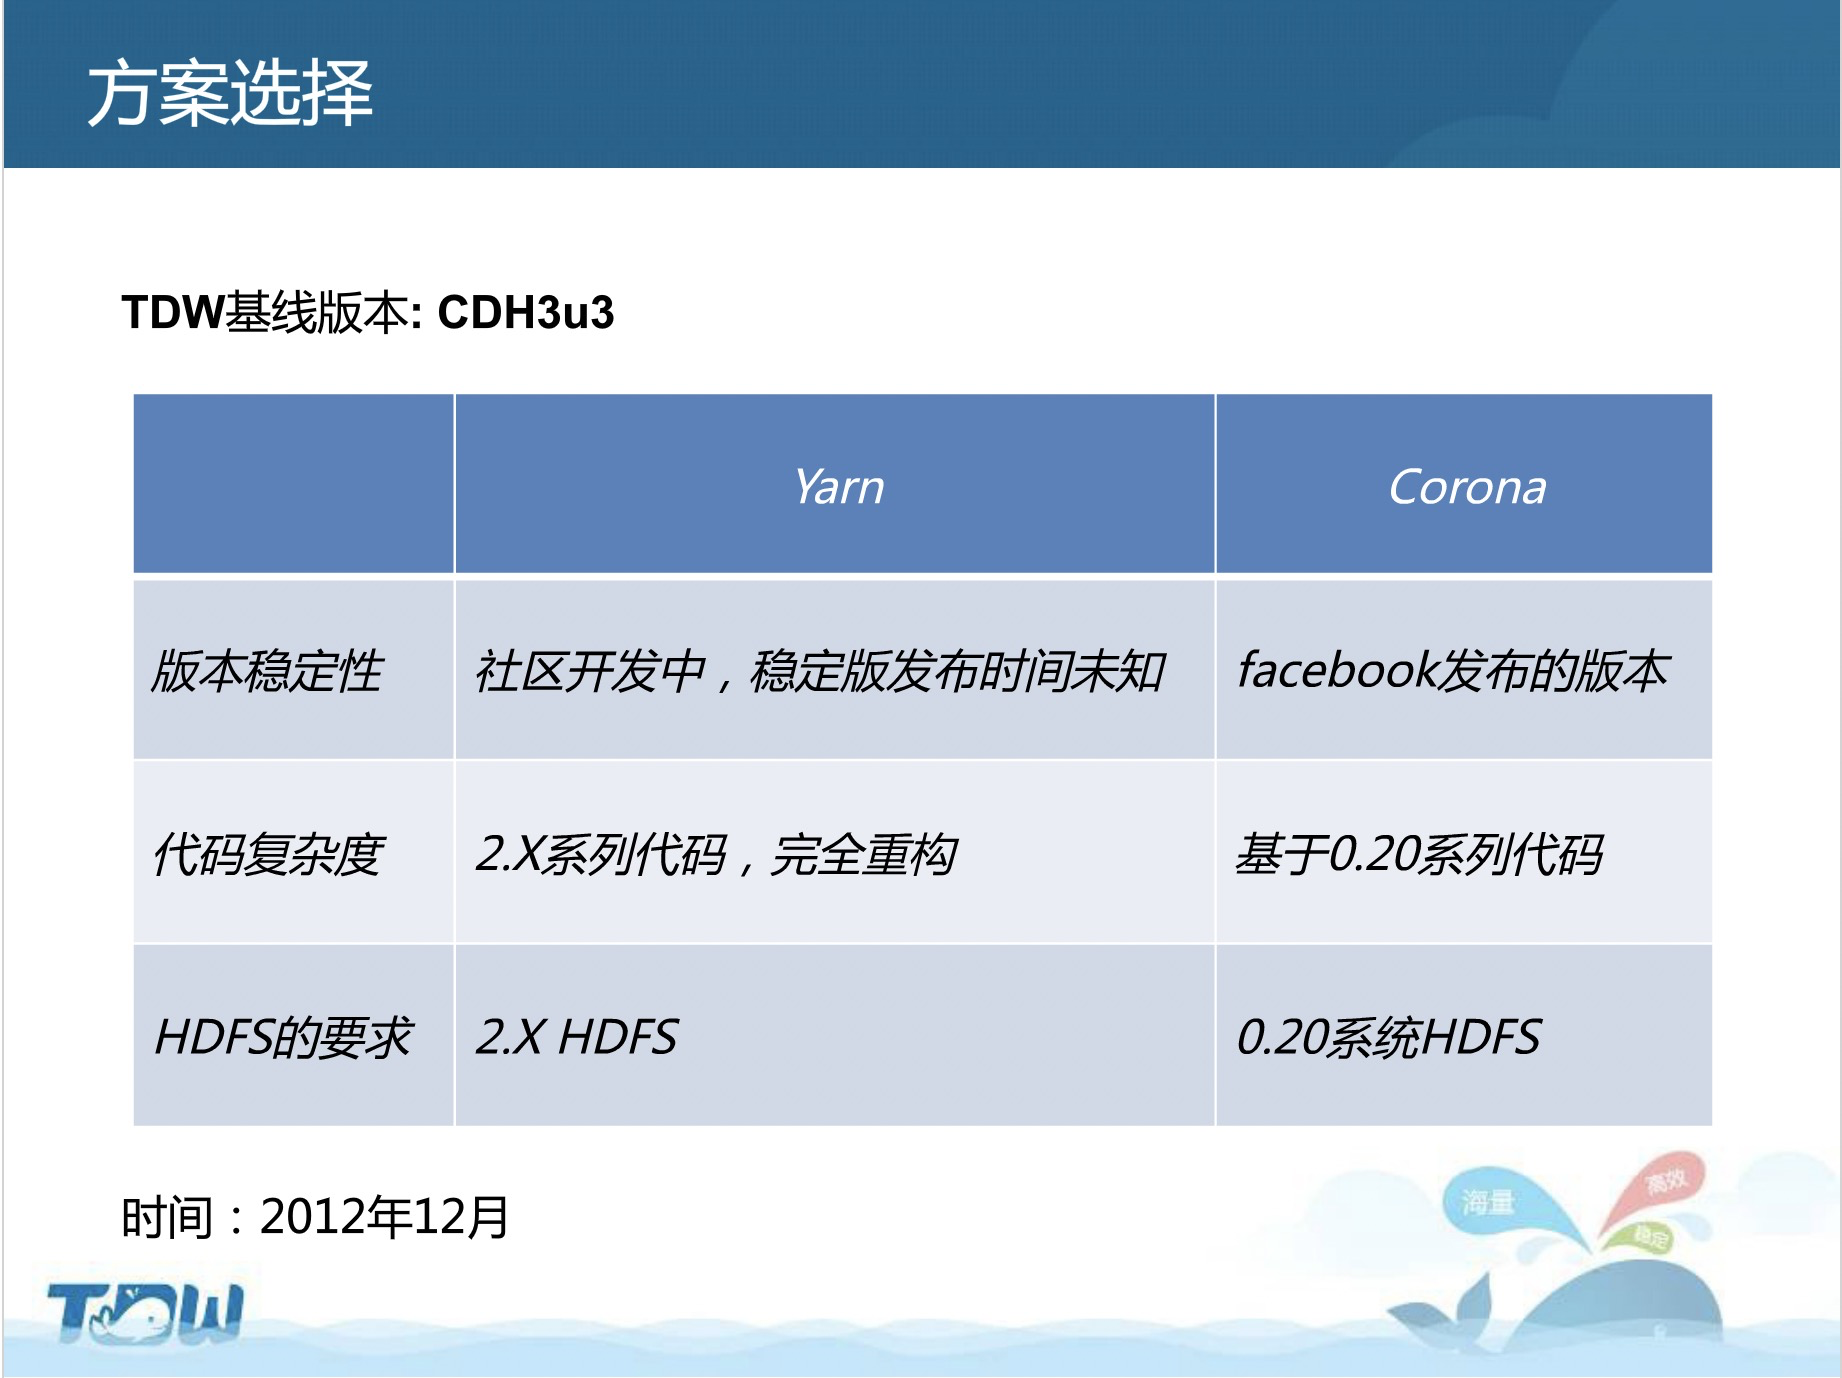 方案选择
TDW基线版本: CDH3u3
Yarn
Corona
版本稳定性
社区开发中，稳定版发布时间未知
facebook发布的版本
代码复杂度
2.X系列代码，完全重构
基于0.20系列代码
HDFS的要求
2.X HDFS
0.20系统HDFS
时间：2012年12月
海量
高效
稳定
TDW